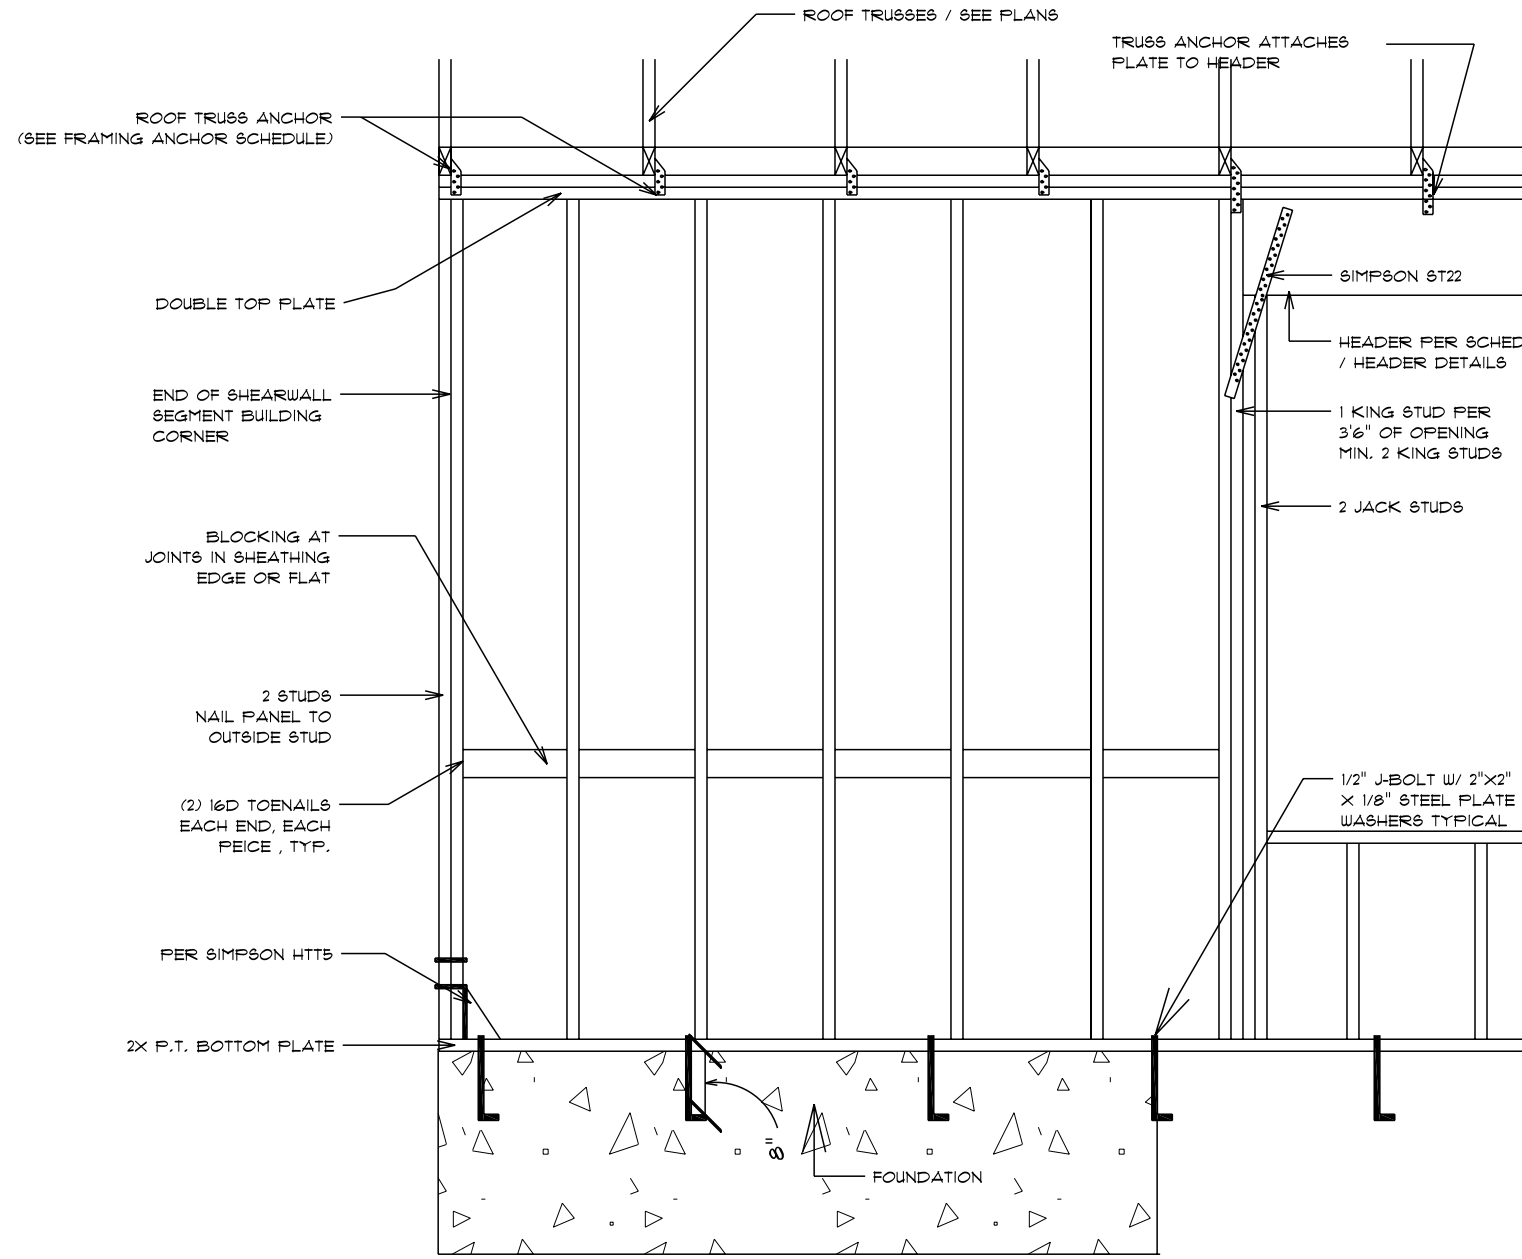 ROOF TRUSSES / SEE PLANS
TRUSS ANCHOR ATTACHES
PLATE TO HEADER
ROOF TRUSS ANCHOR
(SEE FRAMING ANCHOR SCHEDULE)
DOUBLE TOP PLATE
SIMPSON ST22
HEADER PER SCHED
/ HEADER DETAILS
END OF SHEARWALL
SEGMENT BUILDING
CORNER
1 KING STUD PER
3'6" OF OPENING
MIN. 2 KING STUDS
2 JACK STUDS
BLOCKING AT
JOINTS IN SHEATHING
EDGE OR FLAT
2 STUDS
NAIL PANEL TO
OUTSIDE STUD
(2) 16D TOENAILS
EACH END, EACH
PEICE , TYP.
1/2" J-BOLT W/ 2"X2"
X 1/8" STEEL PLATE
WASHERS TYPICAL
PER SIMPSON HTT5
2X P.T. BOTTOM PLATE
8"
FOUNDATION